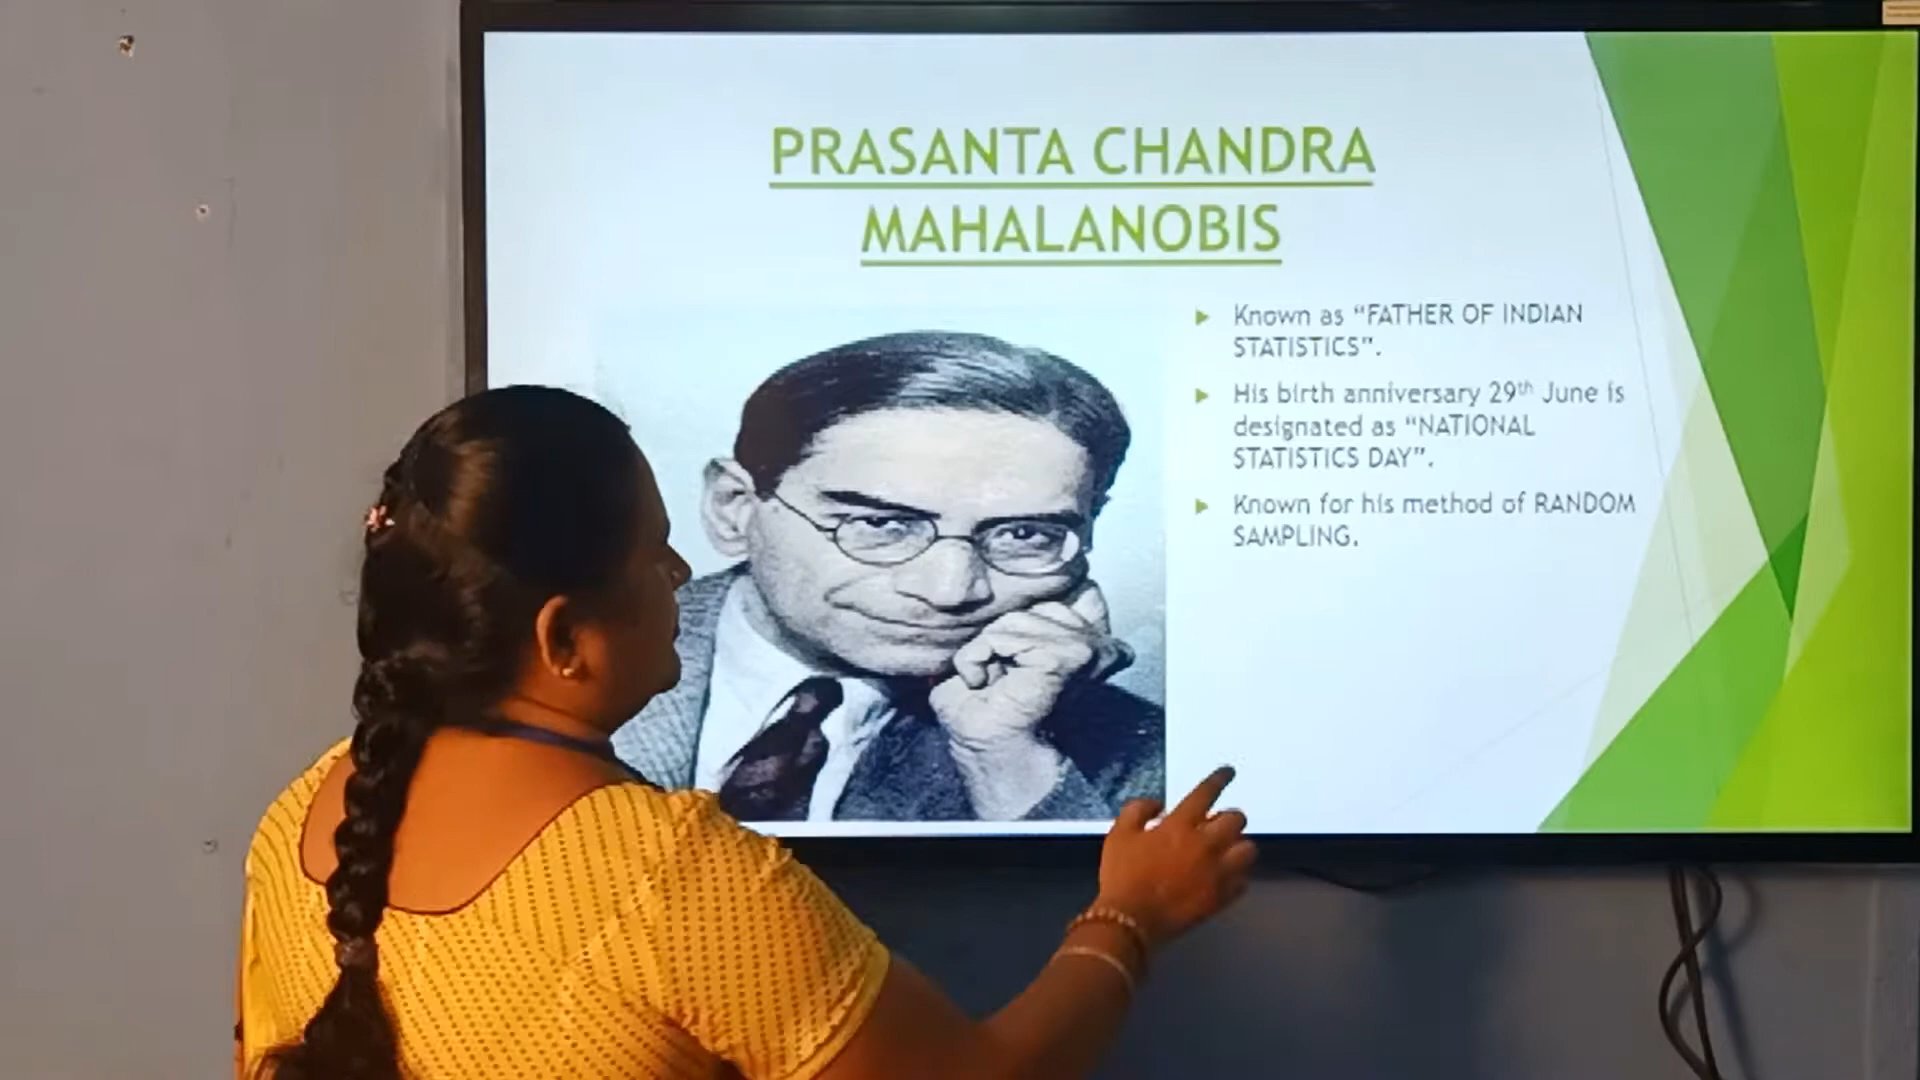 PRASANTA CHANDRA
MAHALANOBIS
Known as “FATHER OF INDIAN
STATISTICS”.
His birth anniversary 29th June is
designated as “NATIONAL
STATISTICS DAY”.
Known for his method of RANDOM
SAMPLING.